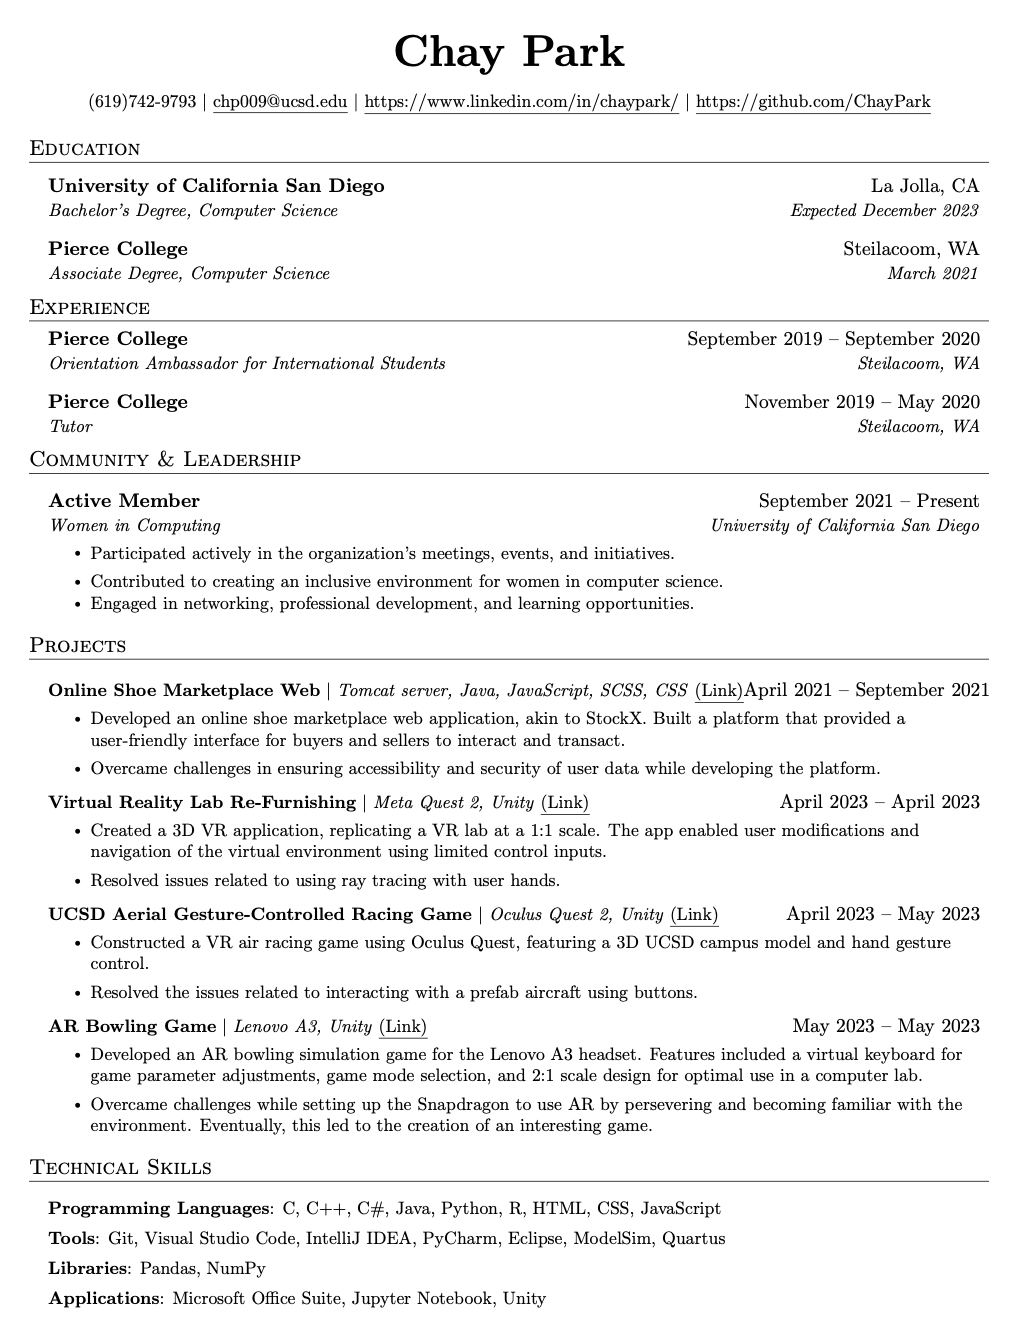 Chay Park
(619)742-9793 | chp009@ucsd.edu | https://www.linkedin.com/in/chaypark/ | https://github.com/ChayPark
Education
University of California San Diego La Jolla, CA
Bachelor's Degree, Computer Science Expected December 2023
Pierce College Steilacoom, WA
Associate Degree, Computer Science March 2021
Experience
Pierce College September 2019 – September 2020
Orientation Ambassador for International Students Steilacoom, WA
Pierce College November 2019 – May 2020
Tutor Steilacoom, WA
Community & Leadership
Active Member September 2021 – Present
Women in Computing University of California San Diego
• Participated actively in the organization's meetings, events, and initiatives.
• Contributed to creating an inclusive environment for women in computer science.
• Engaged in networking, professional development, and learning opportunities.
Projects
Online Shoe Marketplace Web | Tomcat server, Java, JavaScript, SCSS, CSS (Link)April 2021 – September 2021
• Developed an online shoe marketplace web application, akin to StockX. Built a platform that provided a
user-friendly interface for buyers and sellers to interact and transact.
• Overcame challenges in ensuring accessibility and security of user data while developing the platform.
Virtual Reality Lab Re-Furnishing | Meta Quest 2, Unity (Link) April 2023 – April 2023
• Created a 3D VR application, replicating a VR lab at a 1:1 scale. The app enabled user modifications and
navigation of the virtual environment using limited control inputs.
• Resolved issues related to using ray tracing with user hands.
UCSD Aerial Gesture-Controlled Racing Game | Oculus Quest 2, Unity (Link) April 2023 – May 2023
• Constructed a VR air racing game using Oculus Quest, featuring a 3D UCSD campus model and hand gesture
control.
• Resolved the issues related to interacting with a prefab aircraft using buttons.
AR Bowling Game | Lenovo A3, Unity (Link) May 2023 – May 2023
• Developed an AR bowling simulation game for the Lenovo A3 headset. Features included a virtual keyboard for
game parameter adjustments, game mode selection, and 2:1 scale design for optimal use in a computer lab.
• Overcame challenges while setting up the Snapdragon to use AR by persevering and becoming familiar with the
environment. Eventually, this led to the creation of an interesting game.
Technical Skills
Programming Languages: C, C++, C#, Java, Python, R, HTML, CSS, JavaScript
Tools: Git, Visual Studio Code, IntelliJ IDEA, PyCharm, Eclipse, ModelSim, Quartus
Libraries: Pandas, NumPy
Applications: Microsoft Office Suite, Jupyter Notebook, Unity